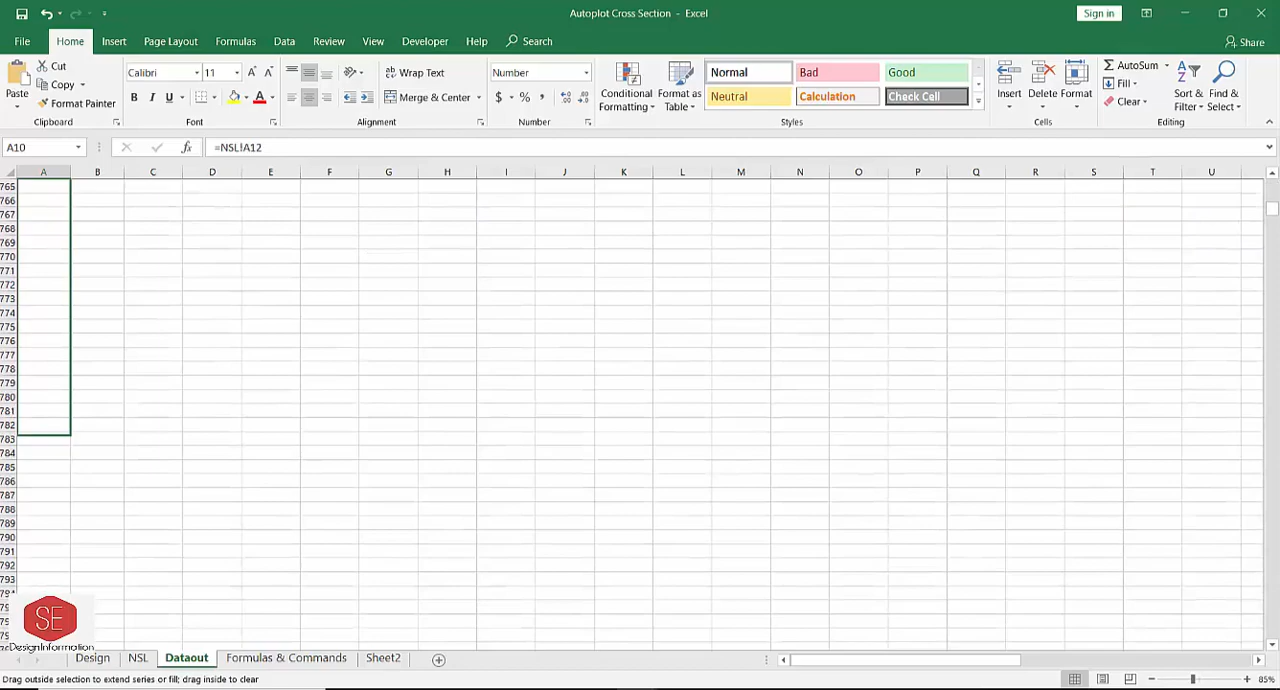 Autoplot Cross Section - Excel
Sign in
File Home Insert Page Layout Formulas Data Review View Developer Help Search Share
Paste Cut Copy Format Painter Clipboard
Calibri 11 B I U Font
Wrap Text Merge & Center Alignment
Number $ % , Number
Conditional Formatting Format as Table Normal Bad Good Neutral Calculation Check Cell Styles
Insert Delete Format Cells
AutoSum Fill Clear Sort & Filter Find & Select Editing
A10 fx =NSL!A12
A B C D E F G H I J K L M N O P Q R S T U
765
766
767
768
769
770
771
772
773
774
775
776
777
778
779
780
781
782
783
784
785
786
787
788
789
790
791
792
793
SE
DesignInformation
Design NSL Dataout Formulas & Commands Sheet2
Drag outside selection to extend series or fill; drag inside to clear
85%